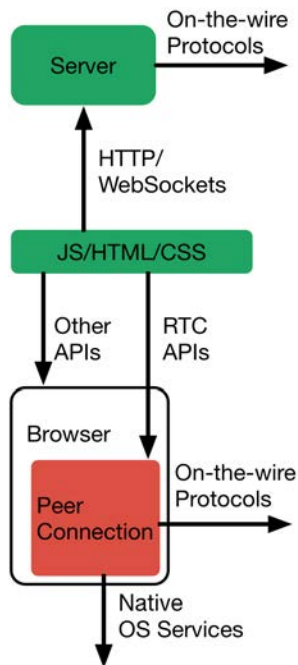 On-the-wire
Protocols
Server
HTTP/
WebSockets
JS/HTML/CSS
Other
APIs
RTC
APIs
Browser
On-the-wire
Protocols
Peer
Connection
Native
OS Services